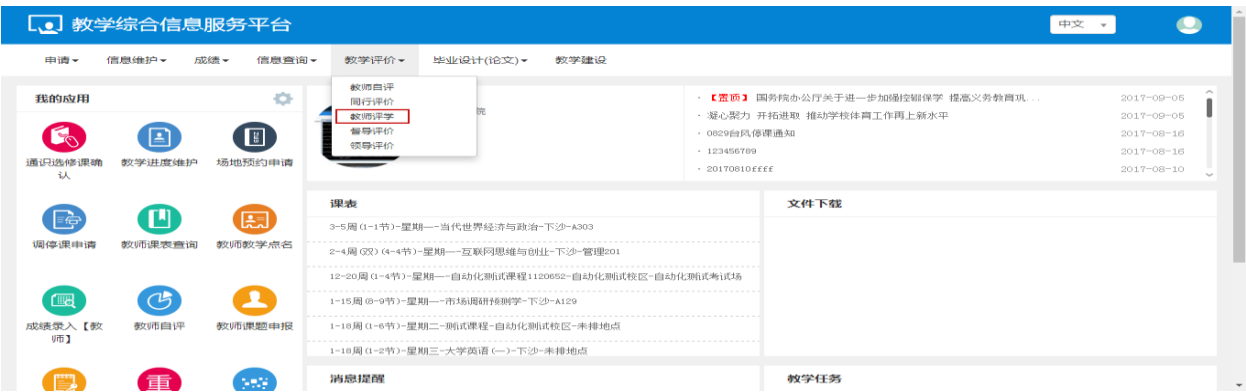 教学综合信息服务平台
中文
申请 信息维护 成绩 信息查询 教学评价 毕业设计(论文) 教学建设
教师自评
同行评价
教师评学
督导评价
领导评价
院
我的应用
通识选修课确认
教学进度维护
场地预约申请
调停课申请
教师课表查询
教师教学点名
成绩录入【教师】
教师自评
教师课题申报
重
【置顶】 国务院办公厅关于进一步加强控辍保学 提高义务教育巩... 2017-09-05
凝心聚力 开拓进取 推动学校体育工作再上新水平 2017-09-05
0829台风停课通知 2017-08-16
123456789 2017-08-16
20170810ffff 2017-08-10
课表
3-5周(1-1节)-星期一-当代世界经济与政治-下沙-A303
2-4周(双)(4-4节)-星期一-互联网思维与创业-下沙-管理201
12-20周(1-4节)-星期一-自动化测试课程1120652-自动化测试校区-自动化测试考试场
1-15周(8-9节)-星期一-市场调研预测学-下沙-A129
1-18周(1-6节)-星期二-测试课程-自动化测试校区-未排地点
1-18周(1-2节)-星期三-大学英语(一)-下沙-未排地点
文件下载
消息提醒
教学任务